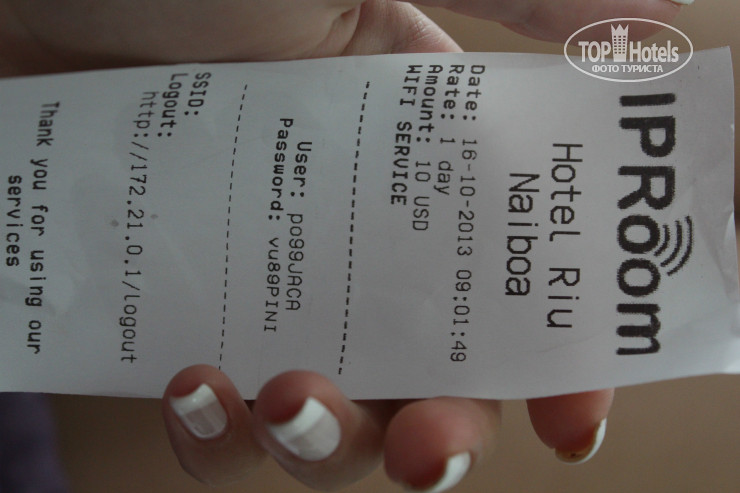 TOP Hotels
ФОТО ТУРИСТА
IPRoom
Hotel Riu
Naiboa
Date: 16-10-2013 09:01:49
Rate: 1 day
Amount: 10 USD
WIFI SERVICE
User: po99JACA
Password: vu89PINI
SSID:
Logout:
http://172.21.0.1/logout
Thank you for using our
services